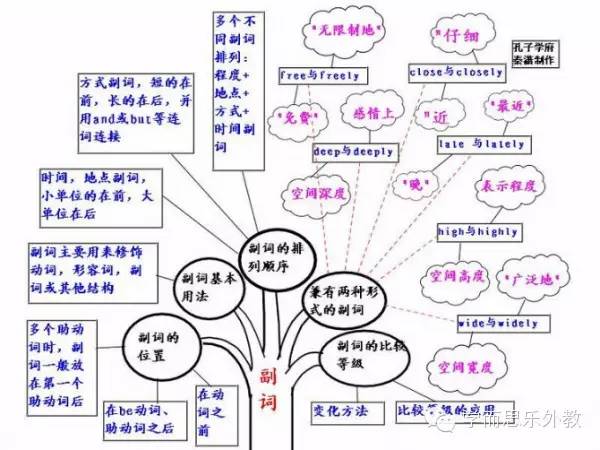 多个不
同副词
排列：
程度+
地点+
方式+
时间副
词
方式副词，短的在
前，长的在后，并
用and或but等连
词连接
时间，地点副词，
小单位的在前，大
单位在后
副词主要用来修饰
动词，形容词，副
词或其他结构
多个助动
词时，副
词一般放
在第一个
助动词后
在be动词、
助动词之后
在动
词之
前
副词的
位置
副词基本
用法
副词的排
列顺序
兼有两种形
式的副词
副词的比较
等级
副
词
变化方法
比较等级的应用
"无限制地"
free与freely
"免费"
感情上
deep与deeply
空间深度
"仔细
close与closely
"近
"最近"
late 与lately
"晚"
表示程度
high与highly
空间高度
"广泛地"
wide与widely
空间宽度
孔子学府
秦潇制作
学而思乐外教